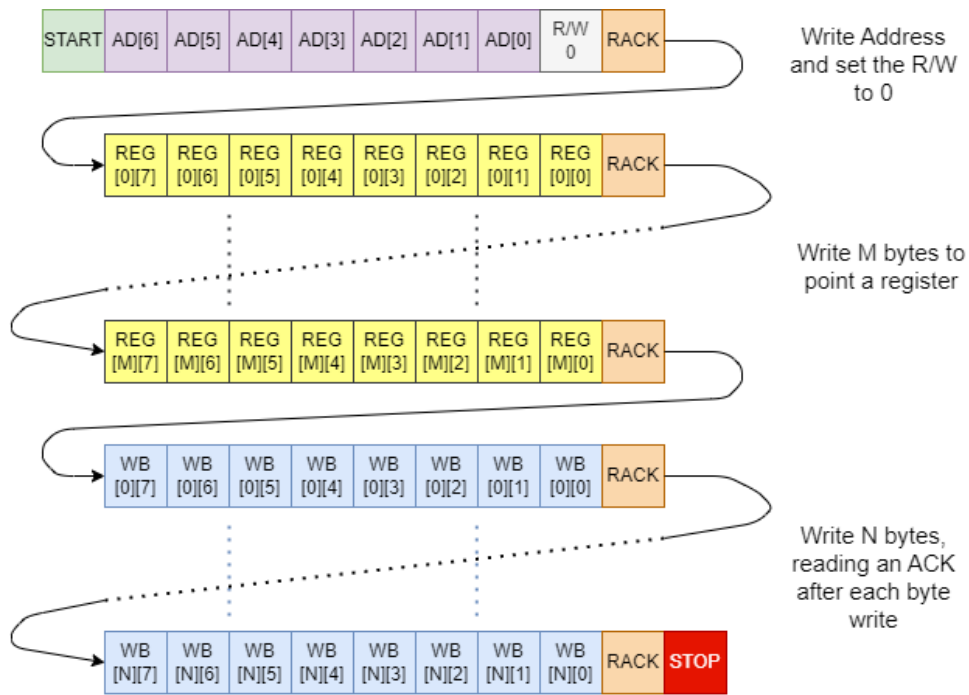 START AD[6] AD[5] AD[4] AD[3] AD[2] AD[1] AD[0] R/W 0 RACK
Write Address
and set the R/W
to 0
REG REG REG REG REG REG REG REG
[0][7] [0][6] [0][5] [0][4] [0][3] [0][2] [0][1] [0][0] RACK
Write M bytes to
point a register
REG REG REG REG REG REG REG REG
[M][7] [M][6] [M][5] [M][4] [M][3] [M][2] [M][1] [M][0] RACK
WB WB WB WB WB WB WB WB
[0][7] [0][6] [0][5] [0][4] [0][3] [0][2] [0][1] [0][0] RACK
Write N bytes,
reading an ACK
after each byte
write
WB WB WB WB WB WB WB WB
[N][7] [N][6] [N][5] [N][4] [N][3] [N][2] [N][1] [N][0] RACK STOP